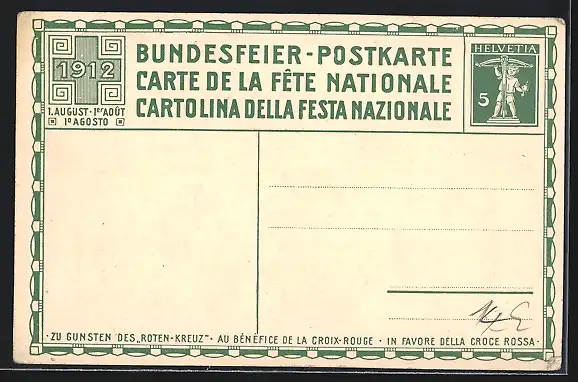 1912
1. AUGUST · 1ER AOÛT
1º AGOSTO
BUNDESFEIER-POSTKARTE
CARTE DE LA FÊTE NATIONALE
CARTOLINA DELLA FESTA NAZIONALE
HELVETIA
5
· ZU GUNSTEN DES „ROTEN-KREUZ" · AU BÉNÉFICE DE LA CROIX-ROUGE · IN FAVORE DELLA CROCE ROSSA ·